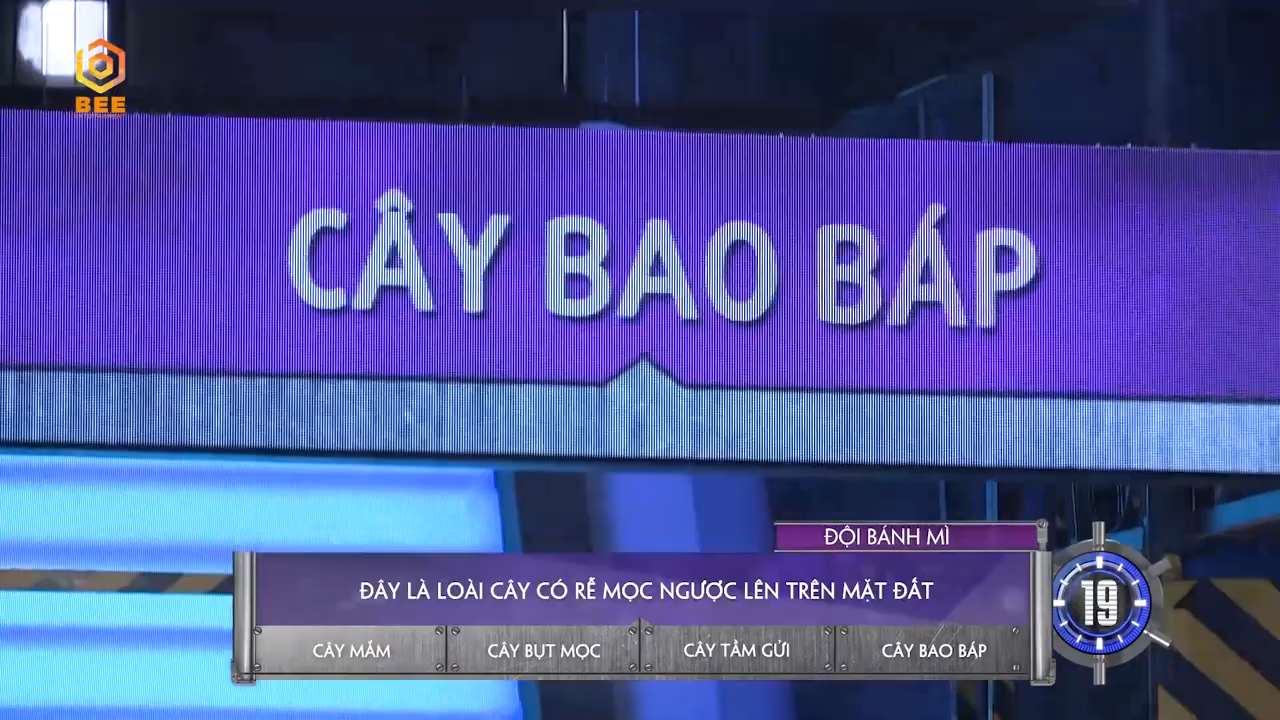 BEE
CÂY BAO BÁP
ĐỘI BÁNH MÌ
ĐÂY LÀ LOÀI CÂY CÓ RỄ MỌC NGƯỢC LÊN TRÊN MẶT ĐẤT
19
CÂY MẮM
CÂY BỤT MỌC
CÂY TẦM GỬI
CÂY BAO BÁP